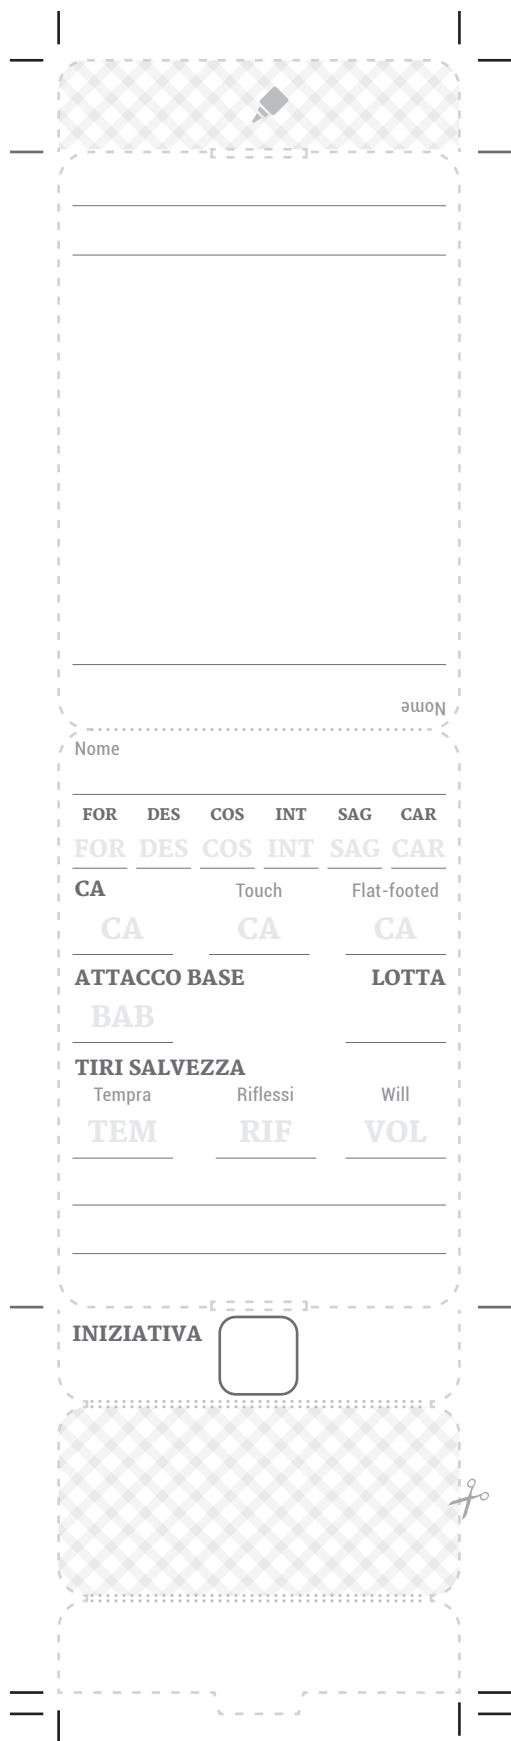 Nome
Nome
FOR DES COS INT SAG CAR
FOR DES COS INT SAG CAR
CA Touch Flat-footed
CA CA CA
ATTACCO BASE LOTTA
BAB
TIRI SALVEZZA
Tempra Riflessi Will
TEM RIF VOL
INIZIATIVA